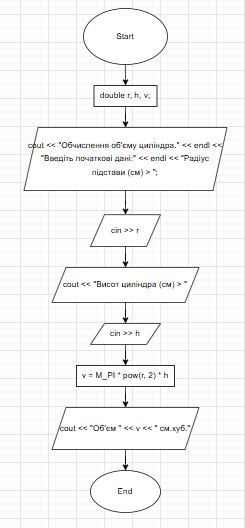 Start
double r, h, v;
cout << "Обчислення об'єму циліндра." << endl <<
"Введіть початкові дані:" << endl << "Радіус
підстави (см) > ";
cin >> r
cout << "Висот циліндра (см) > "
cin >> h
v = M_PI * pow(r, 2) * h
cout << "Об'єм " << v << " см.куб."
End